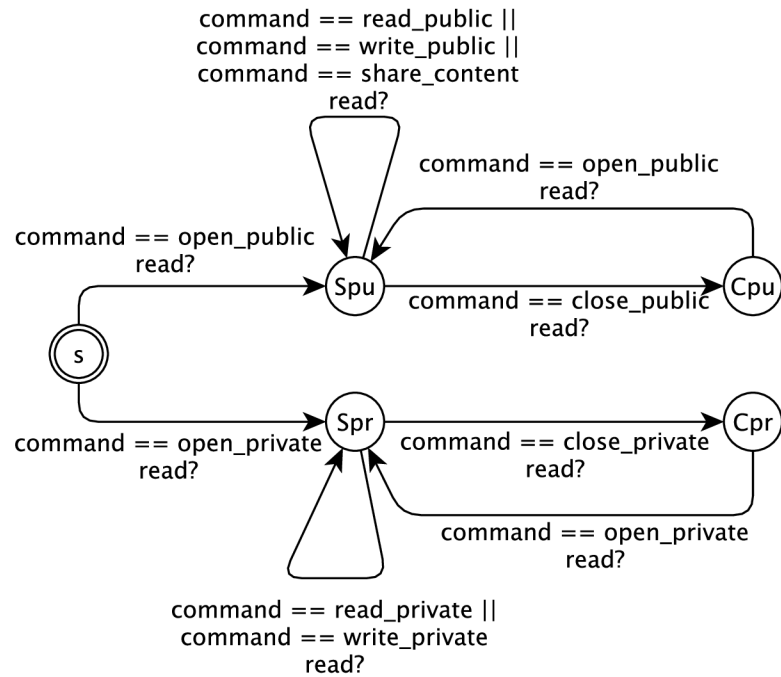 command == read_public ||
command == write_public ||
command == share_content
read?
command == open_public
read?
command == open_public
read?
Spu
Cpu
command == close_public
read?
s
Spr
Cpr
command == open_private
read?
command == close_private
read?
command == open_private
read?
command == read_private ||
command == write_private
read?